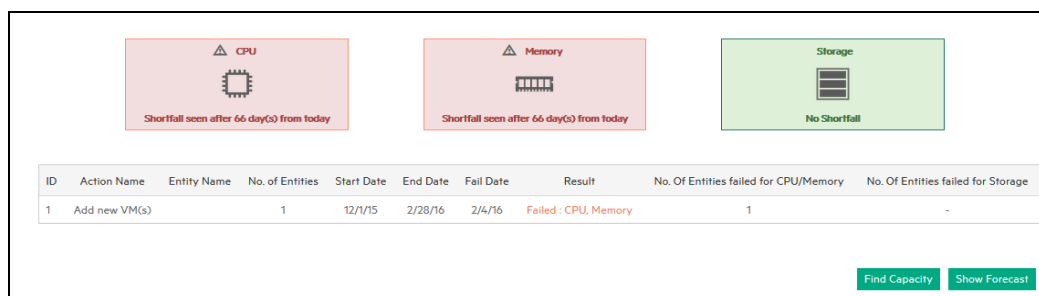 CPU
Shortfall seen after 66 day(s) from today
Memory
Shortfall seen after 66 day(s) from today
Storage
No Shortfall
ID Action Name Entity Name No. of Entities Start Date End Date Fail Date Result No. Of Entities failed for CPU/Memory No. Of Entities failed for Storage
1 Add new VM(s) 1 12/1/15 2/28/16 2/4/16 Failed : CPU, Memory 1 -
Find Capacity Show Forecast